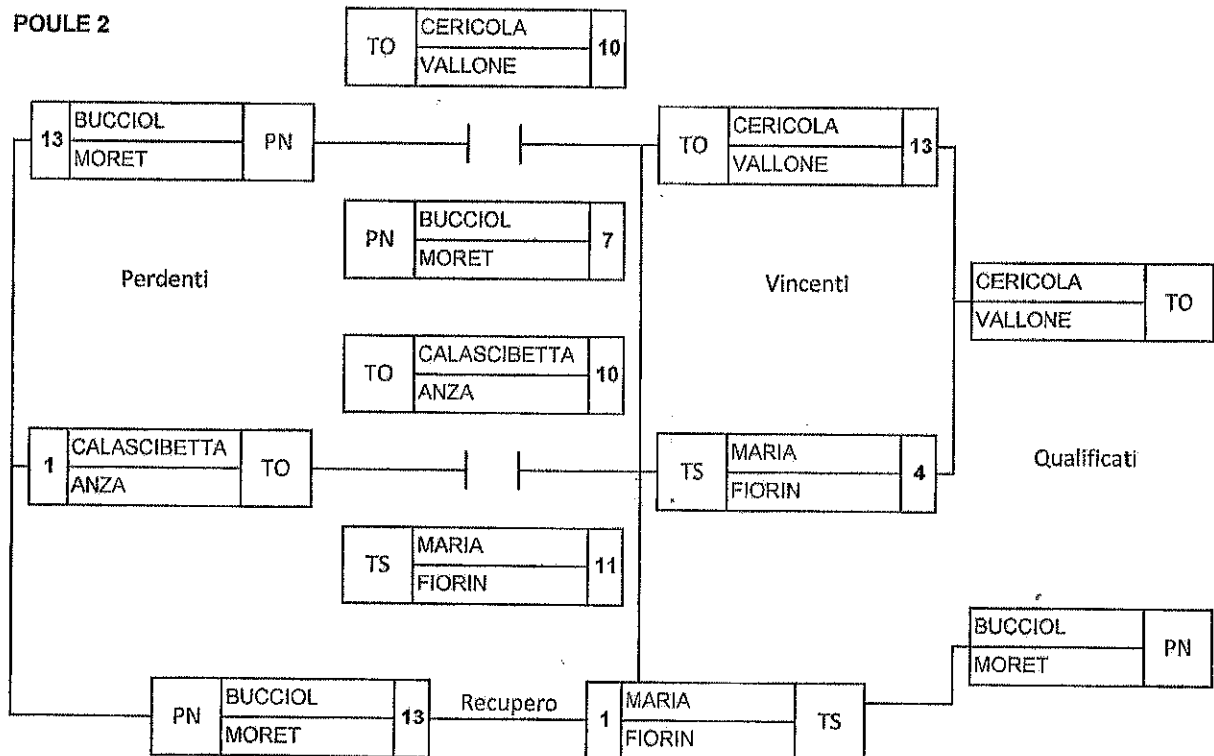 POULE 2
TO
CERICOLA
VALLONE
10
13
BUCCIOL
MORET
PN
TO
CERICOLA
VALLONE
13
PN
BUCCIOL
MORET
7
Perdenti
Vincenti
CERICOLA
VALLONE
TO
TO
CALASCIBETTA
ANZA
10
1
CALASCIBETTA
ANZA
TO
TS
MARIA
FIORIN
4
Qualificati
TS
MARIA
FIORIN
11
BUCCIOL
MORET
PN
PN
BUCCIOL
MORET
13
Recupero
1
MARIA
FIORIN
TS